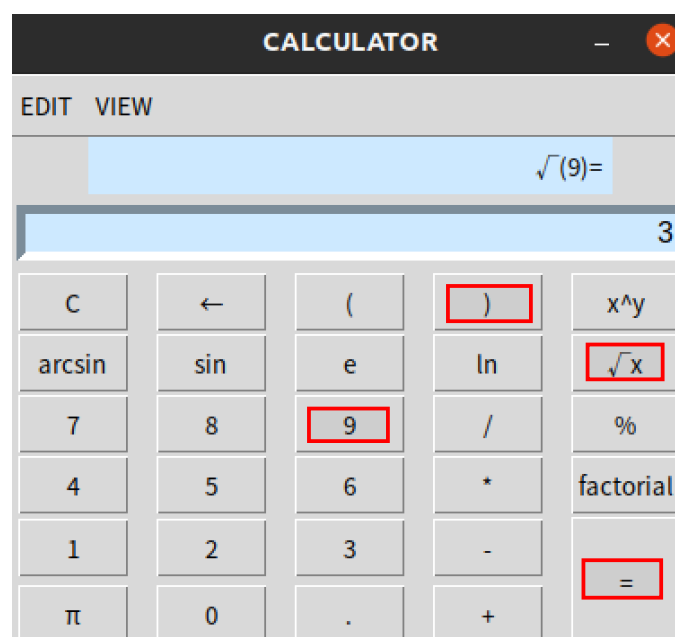 CALCULATOR
EDIT VIEW
√‾(9)=
3
C ← ( ) x^y
arcsin sin e ln √‾x
7 8 9 / %
4 5 6 * factorial
1 2 3 -
=
π 0 . +